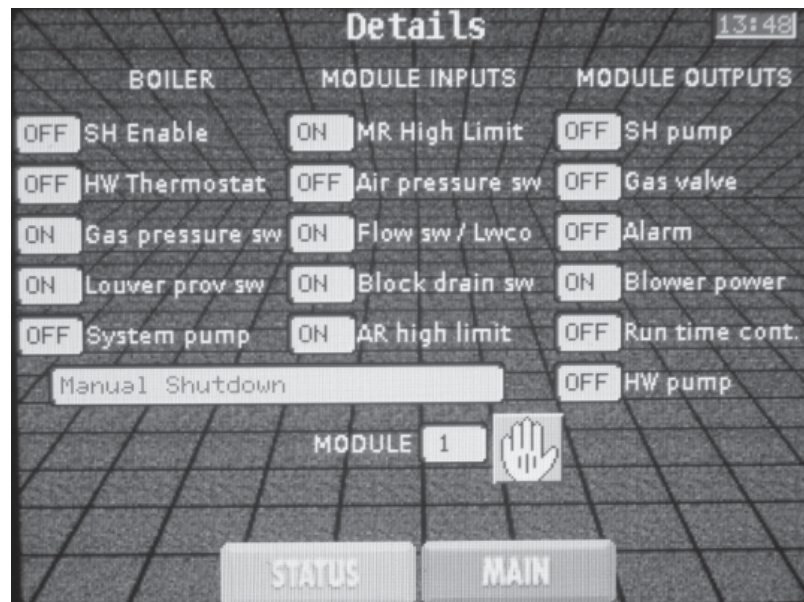 Details 13:48
BOILER MODULE INPUTS MODULE OUTPUTS
OFF SH Enable ON MR High Limit OFF SH pump
OFF HW Thermostat OFF Air pressure sw OFF Gas valve
ON Gas pressure sw ON Flow sw / Lwco OFF Alarm
ON Louver prov sw ON Block drain sw ON Blower power
OFF System pump ON AR high limit OFF Run time cont.
Manual Shutdown OFF HW pump
MODULE 1
STATUS MAIN